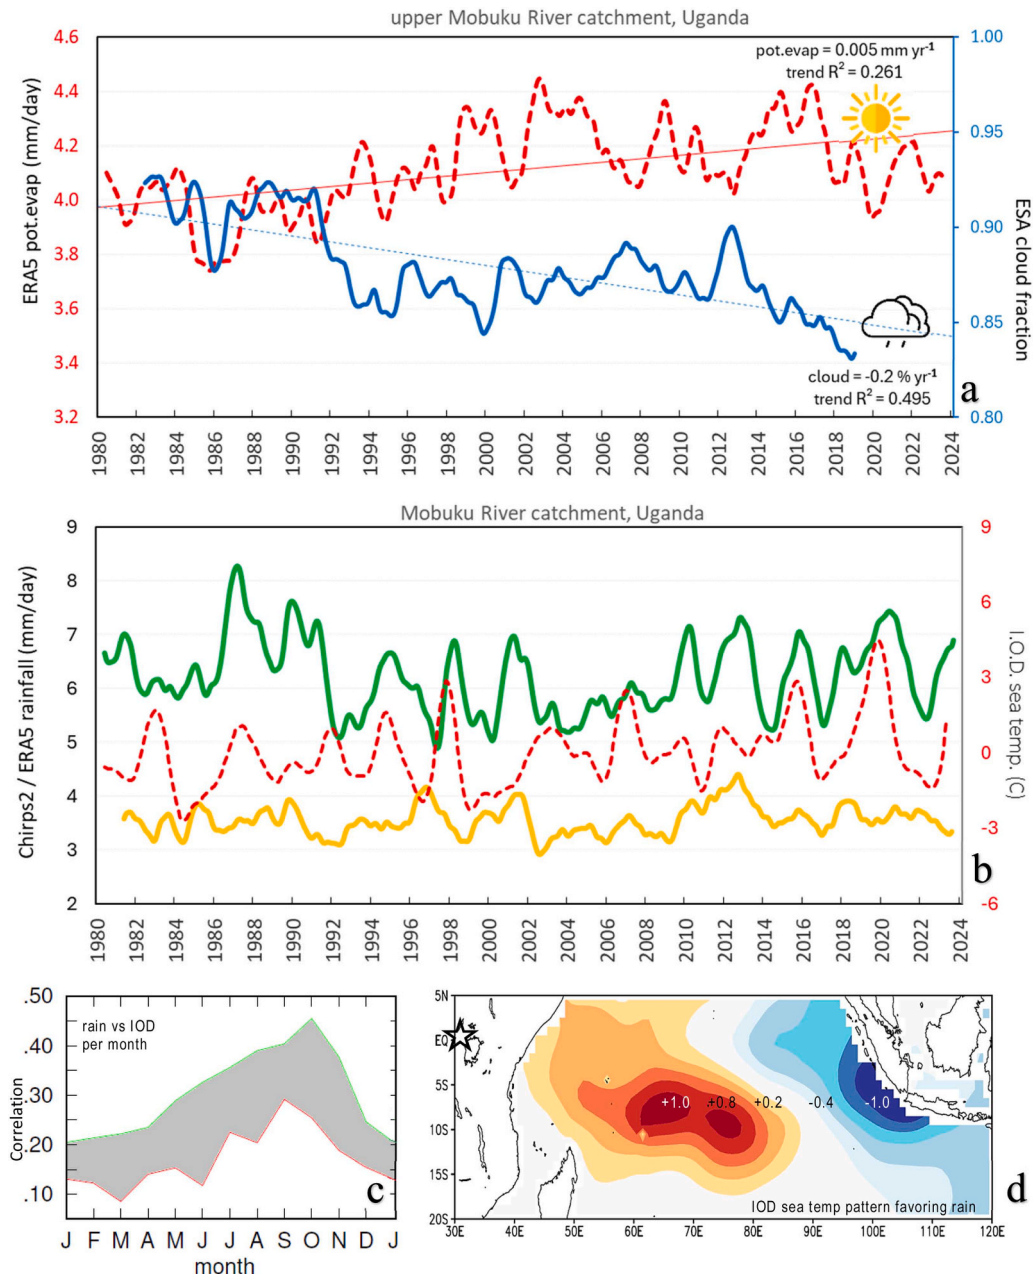 upper Mobuku River catchment, Uganda
4.6
4.4
4.2
4.0
3.8
3.6
3.4
3.2
ERA5 pot.evap (mm/day)
pot.evap = 0.005 mm yr-1
trend R2 = 0.261
cloud = -0.2 % yr-1
trend R2 = 0.495
1.00
0.95
0.90
0.85
0.80
ESA cloud fraction
a
1980 1982 1984 1986 1988 1990 1992 1994 1996 1998 2000 2002 2004 2006 2008 2010 2012 2014 2016 2018 2020 2022 2024
Mobuku River catchment, Uganda
9
8
7
6
5
4
3
2
Chirps2 / ERA5 rainfall (mm/day)
9
6
3
0
-3
-6
I.O.D. sea temp. (C)
b
1980 1982 1984 1986 1988 1990 1992 1994 1996 1998 2000 2002 2004 2006 2008 2010 2012 2014 2016 2018 2020 2022 2024
.50
.40
.30
.20
.10
Correlation
rain vs IOD
per month
c
J F M A M J J A S O N D J
month
5N
EQ
5S
10S
15S
20S
+1.0 +0.8 +0.2 -0.4 -1.0
d
IOD sea temp pattern favoring rain
30E 40E 50E 60E 70E 80E 90E 100E 110E 120E